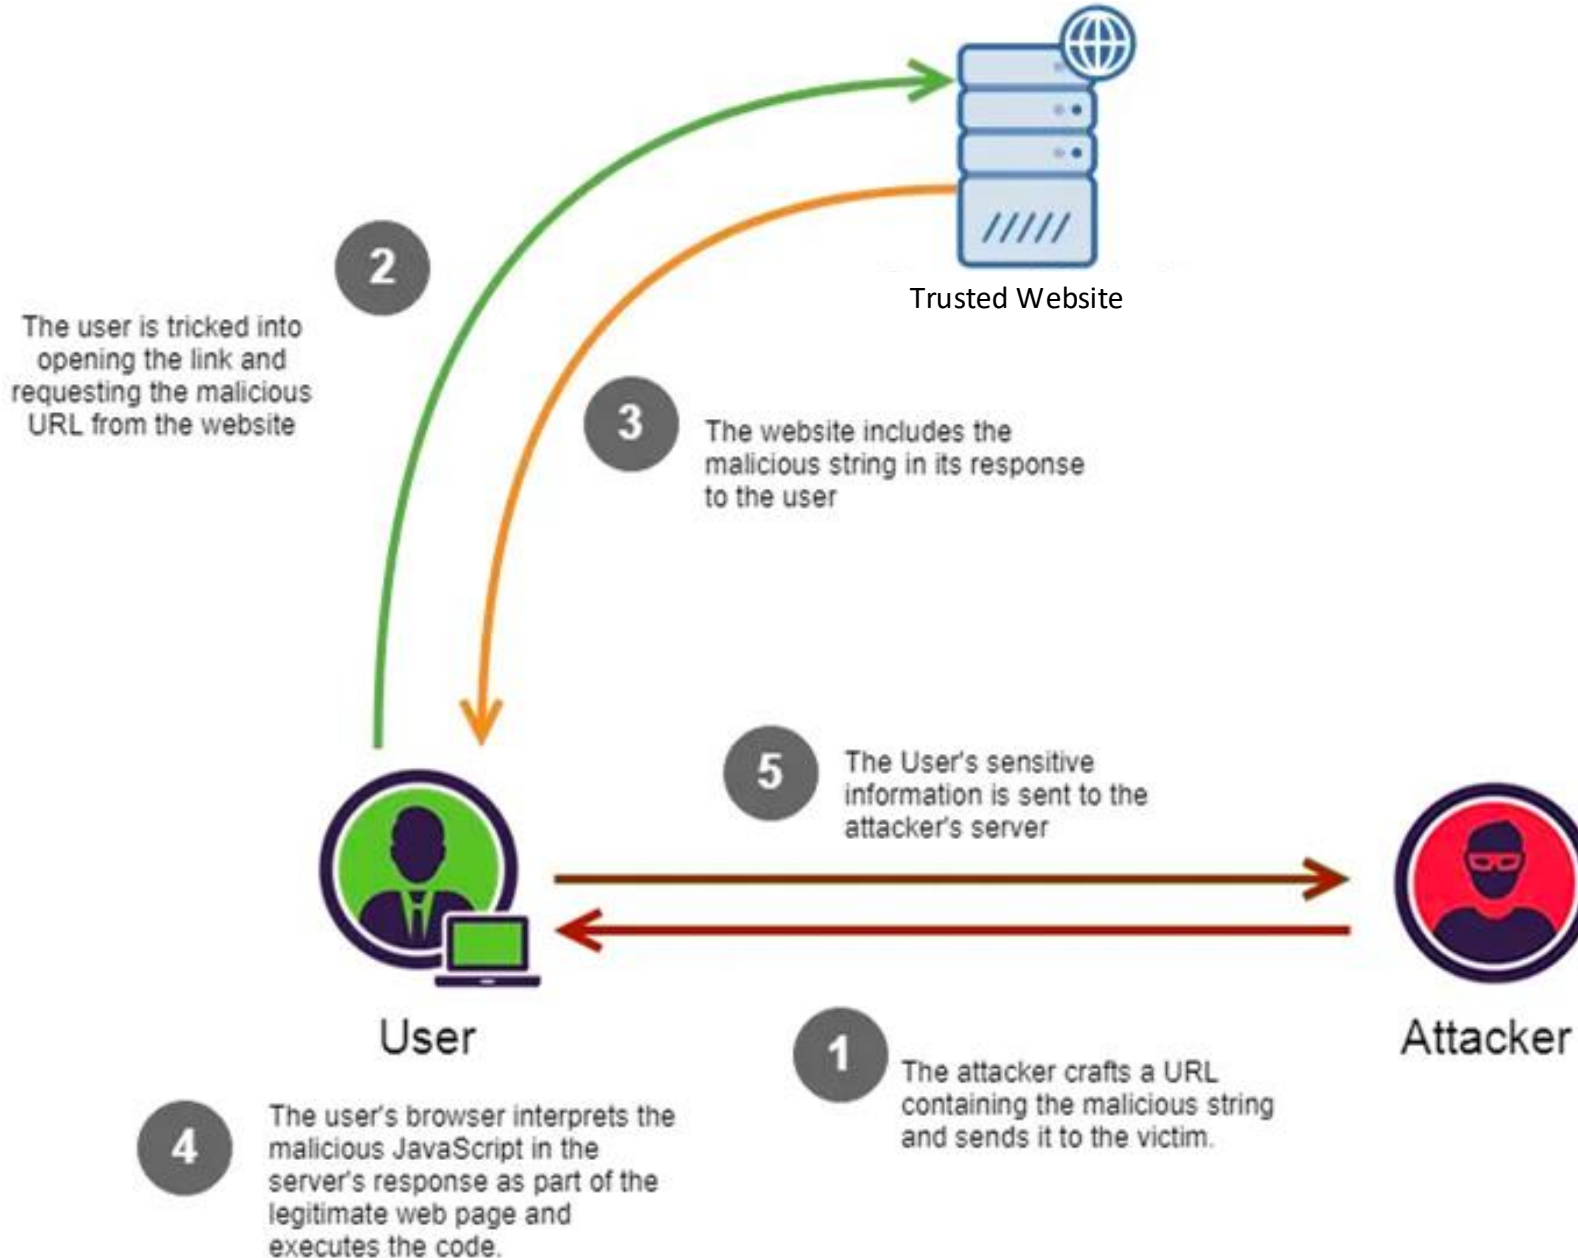 Trusted Website
2
The user is tricked into
opening the link and
requesting the malicious
URL from the website
3
The website includes the
malicious string in its response
to the user
5
The User's sensitive
information is sent to the
attacker's server
User
Attacker
1
The attacker crafts a URL
containing the malicious string
and sends it to the victim.
4
The user's browser interprets the
malicious JavaScript in the
server's response as part of the
legitimate web page and
executes the code.